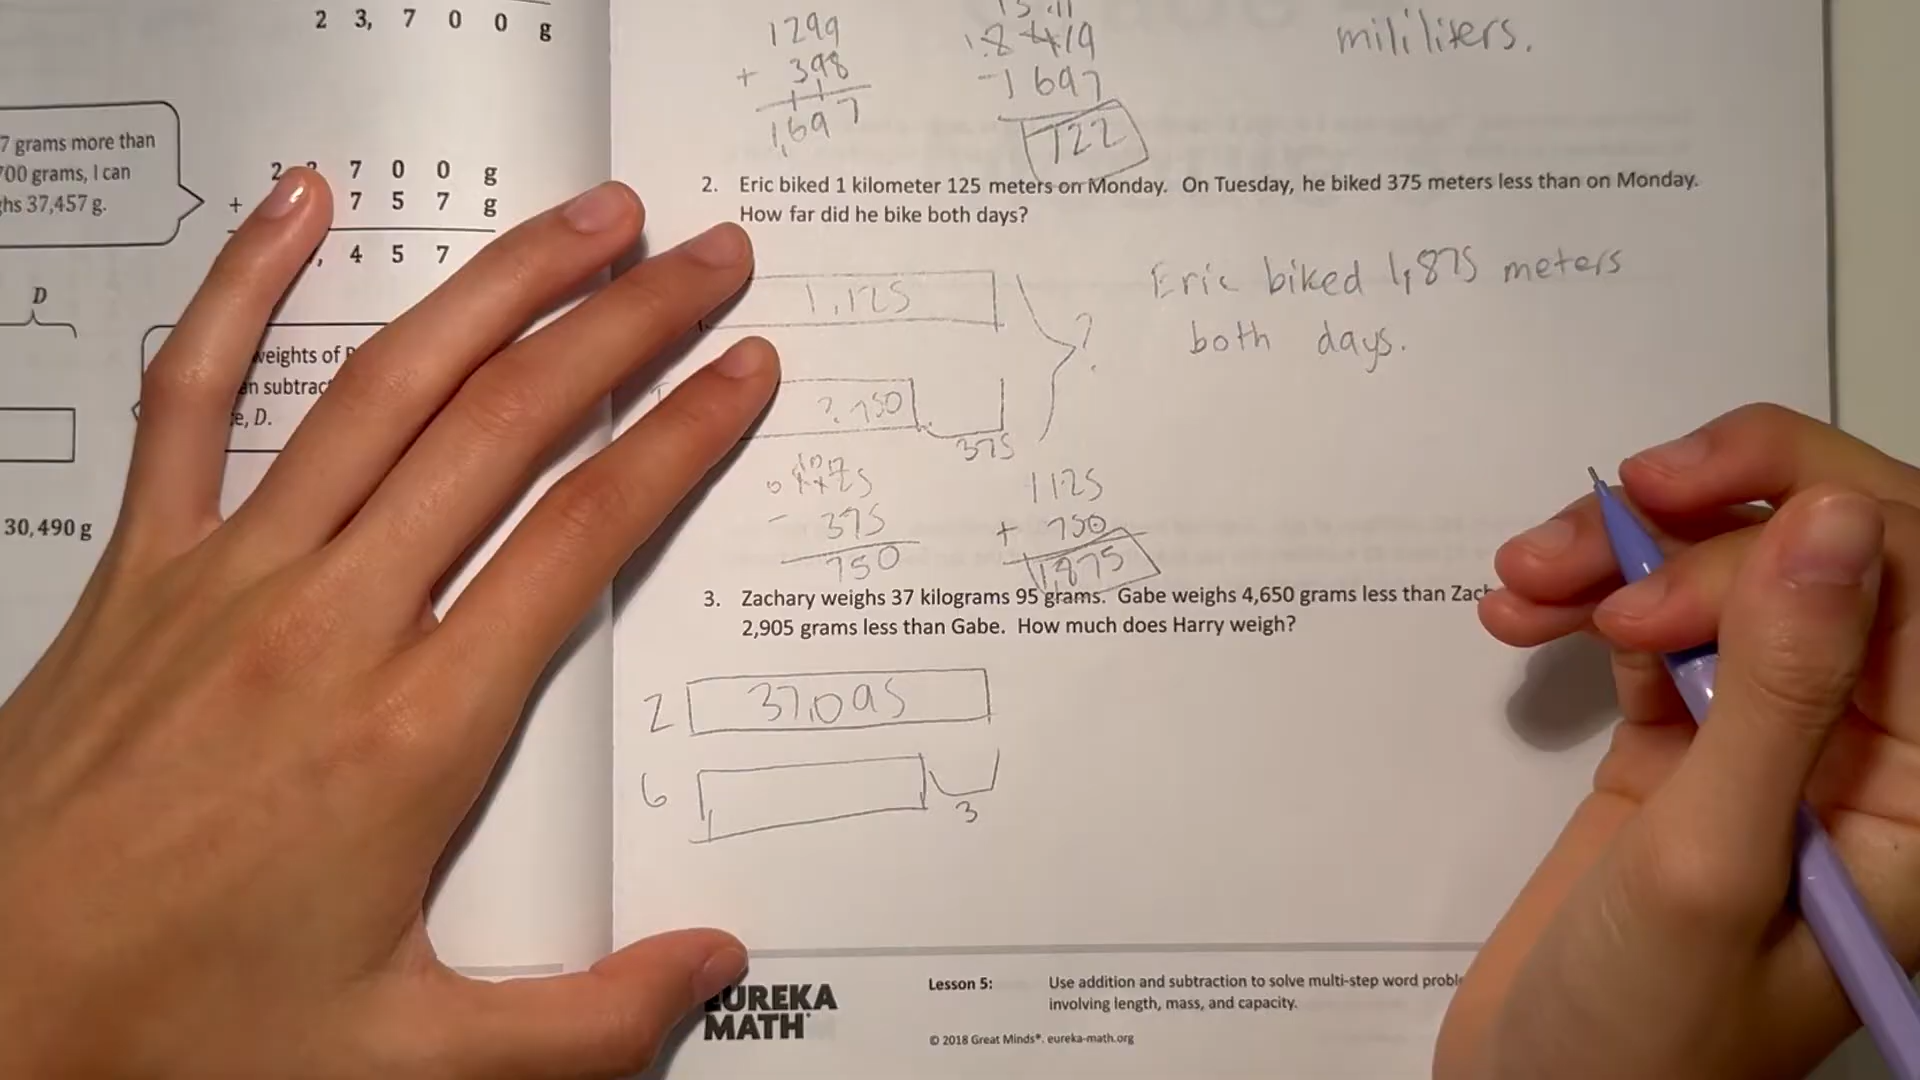 2 3, 7 0 0 g
7 grams more than
700 grams, I can
ghs 37,457 g.
2 3 7 0 0 g
+ 7 5 7 g
, 4 5 7
D
weights of
an subtract
e, D.
30,490 g
1299
+ 398
1,697
- 1697
722
mililiters.
2. Eric biked 1 kilometer 125 meters on Monday. On Tuesday, he biked 375 meters less than on Monday.
How far did he bike both days?
1,125
?
?, 750
375
Eric biked 1,875 meters
both days.
- 375
750
1125
+ 750
1,875
3. Zachary weighs 37 kilograms 95 grams. Gabe weighs 4,650 grams less than Zach
2,905 grams less than Gabe. How much does Harry weigh?
Z 37,095
G
3
EUREKA
MATH
Lesson 5: Use addition and subtraction to solve multi-step word probl
involving length, mass, and capacity.
© 2018 Great Minds®. eureka-math.org